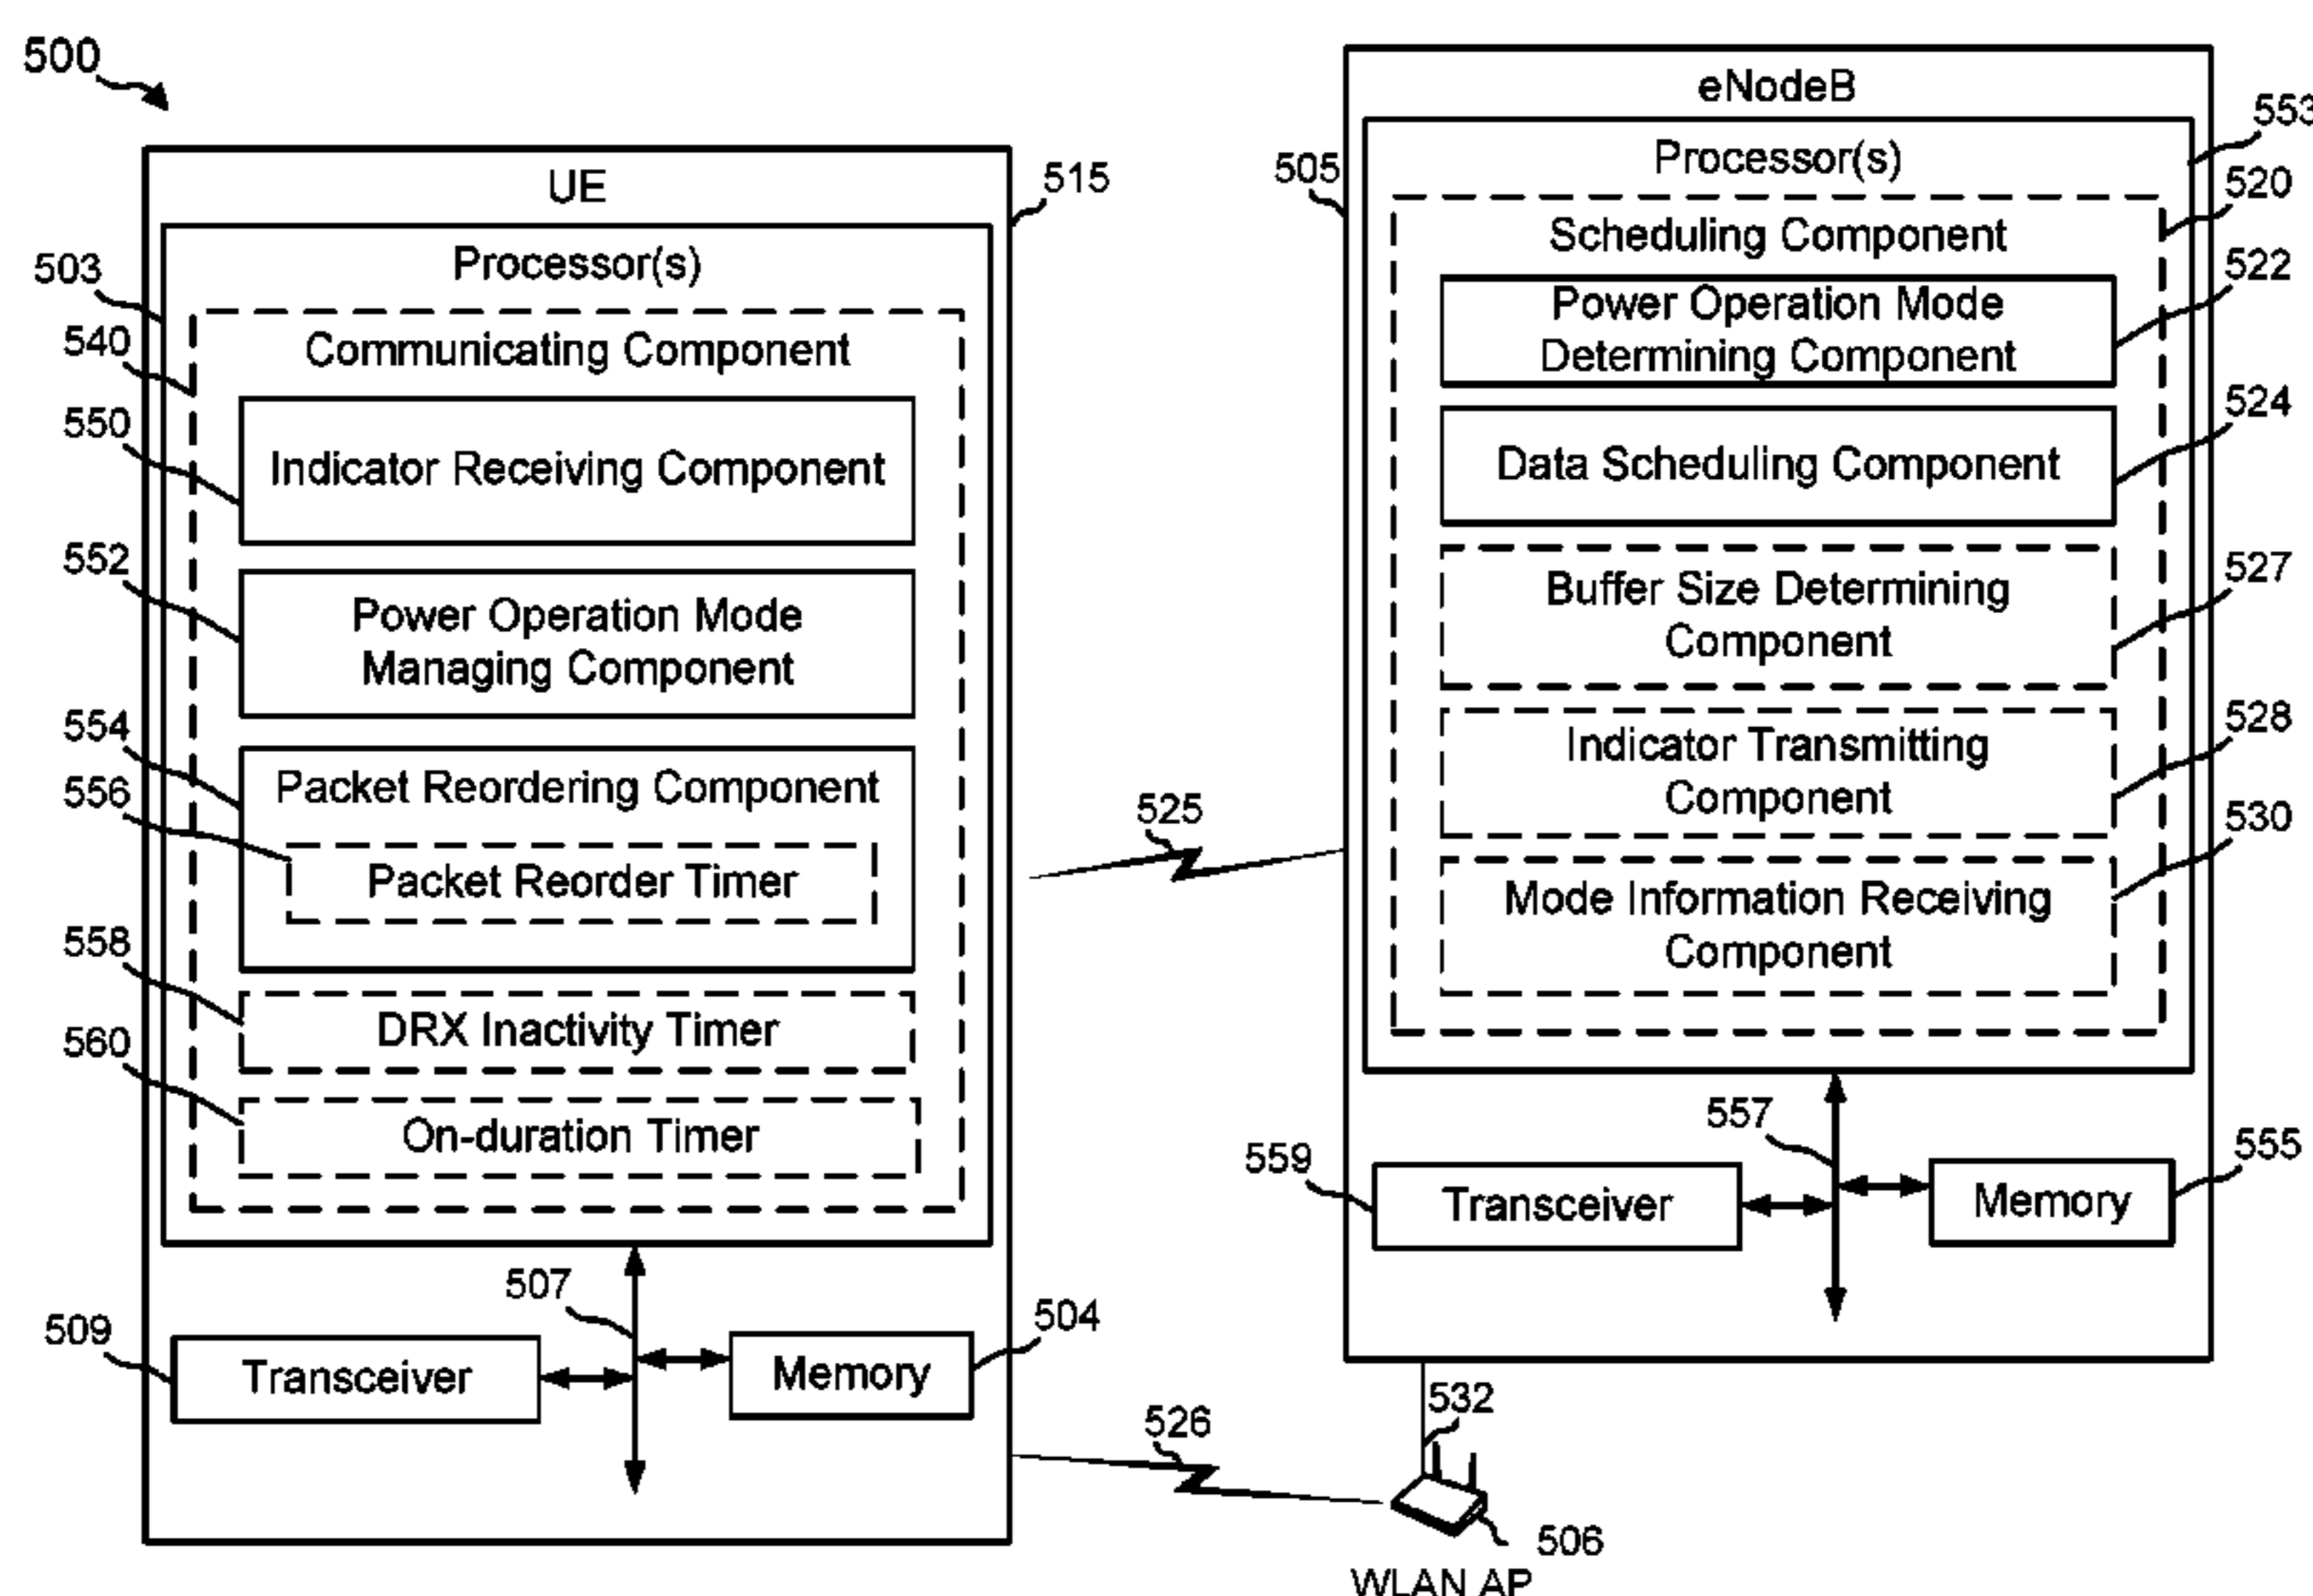 500
UE
515
Processor(s)
503
540
Communicating Component
550
Indicator Receiving Component
552
Power Operation Mode
Managing Component
554
Packet Reordering Component
556
Packet Reorder Timer
558
DRX Inactivity Timer
560
On-duration Timer
507
509
Transceiver
504
Memory
525
526
eNodeB
553
505
Processor(s)
520
Scheduling Component
522
Power Operation Mode
Determining Component
524
Data Scheduling Component
527
Buffer Size Determining
Component
528
Indicator Transmitting
Component
530
Mode Information Receiving
Component
557
559
Transceiver
555
Memory
532
506
WLAN AP